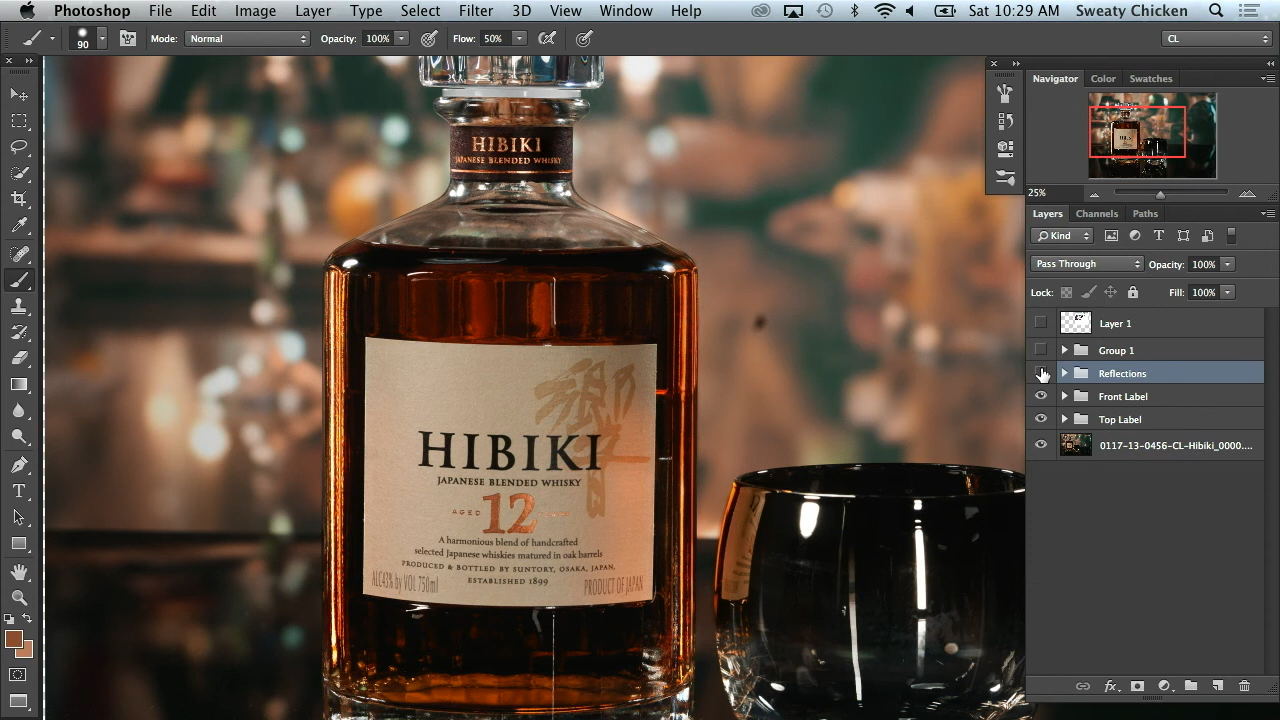 Photoshop File Edit Image Layer Type Select Filter 3D View Window Help Sat 10:29 AM Sweaty Chicken
90 Mode: Normal Opacity: 100% Flow: 50% CL
Navigator Color Swatches
25%
Layers Channels Paths
Kind
Pass Through Opacity: 100%
Lock: Fill: 100%
Layer 1
Group 1
Reflections
Front Label
Top Label
0117-13-0456-CL-Hibiki_0000....
HIBIKI
JAPANESE BLENDED WHISKY
響
HIBIKI
JAPANESE BLENDED WHISKY
AGED 12
A harmonious blend of handcrafted
selected Japanese whiskies matured in oak barrels
PRODUCED & BOTTLED BY SUNTORY, OSAKA, JAPAN,
ESTABLISHED 1899
ALC43% by VOL 750ml PRODUCT OF JAPAN